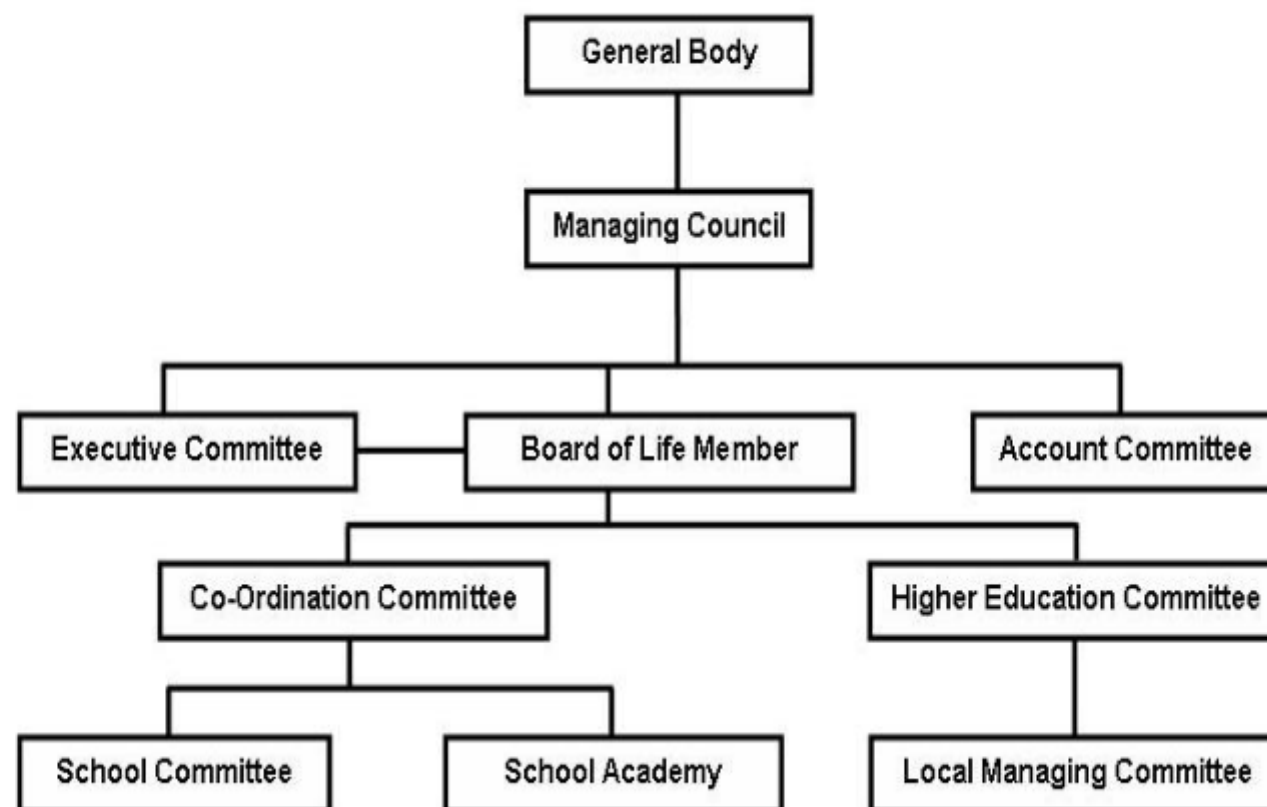 General Body
Managing Council
Executive Committee
Board of Life Member
Account Committee
Co-Ordination Committee
Higher Education Committee
School Committee
School Academy
Local Managing Committee